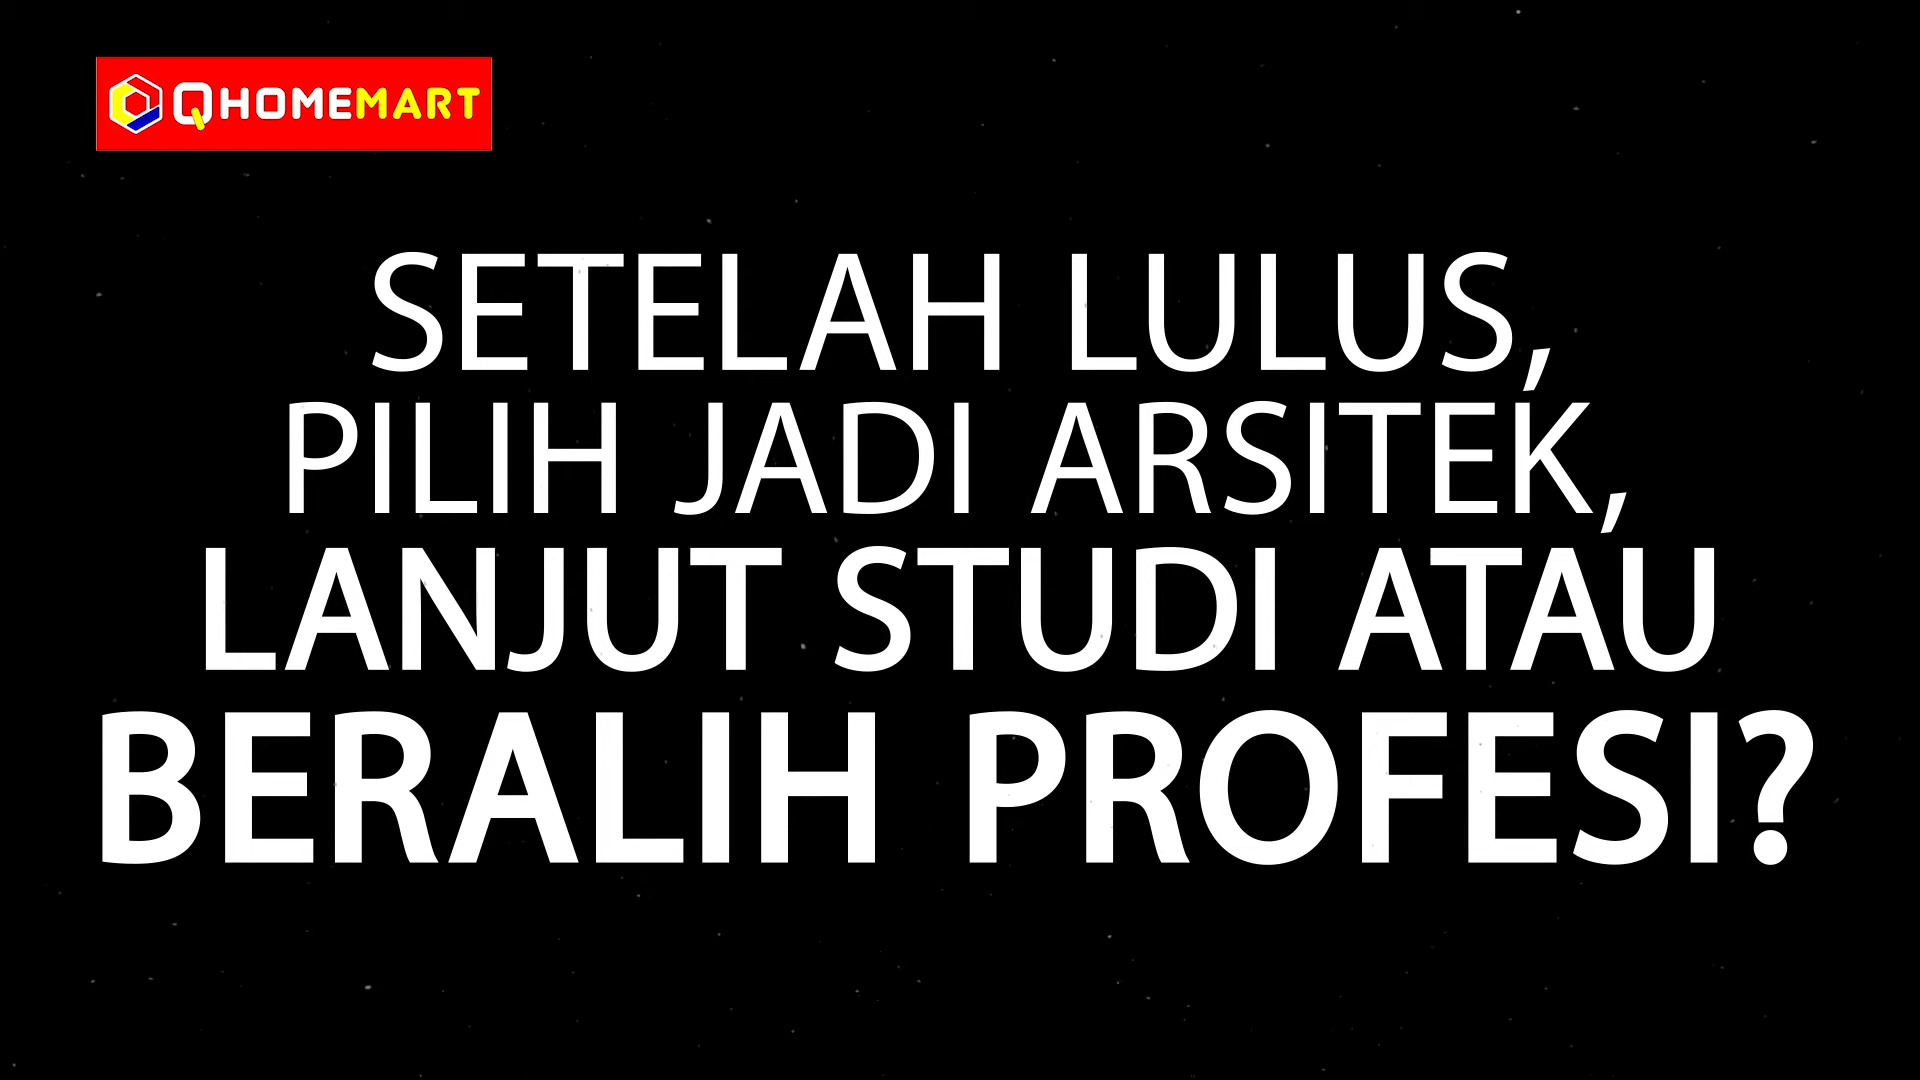 QHOMEMART
SETELAH LULUS,
PILIH JADI ARSITEK,
LANJUT STUDI ATAU
BERALIH PROFESI?